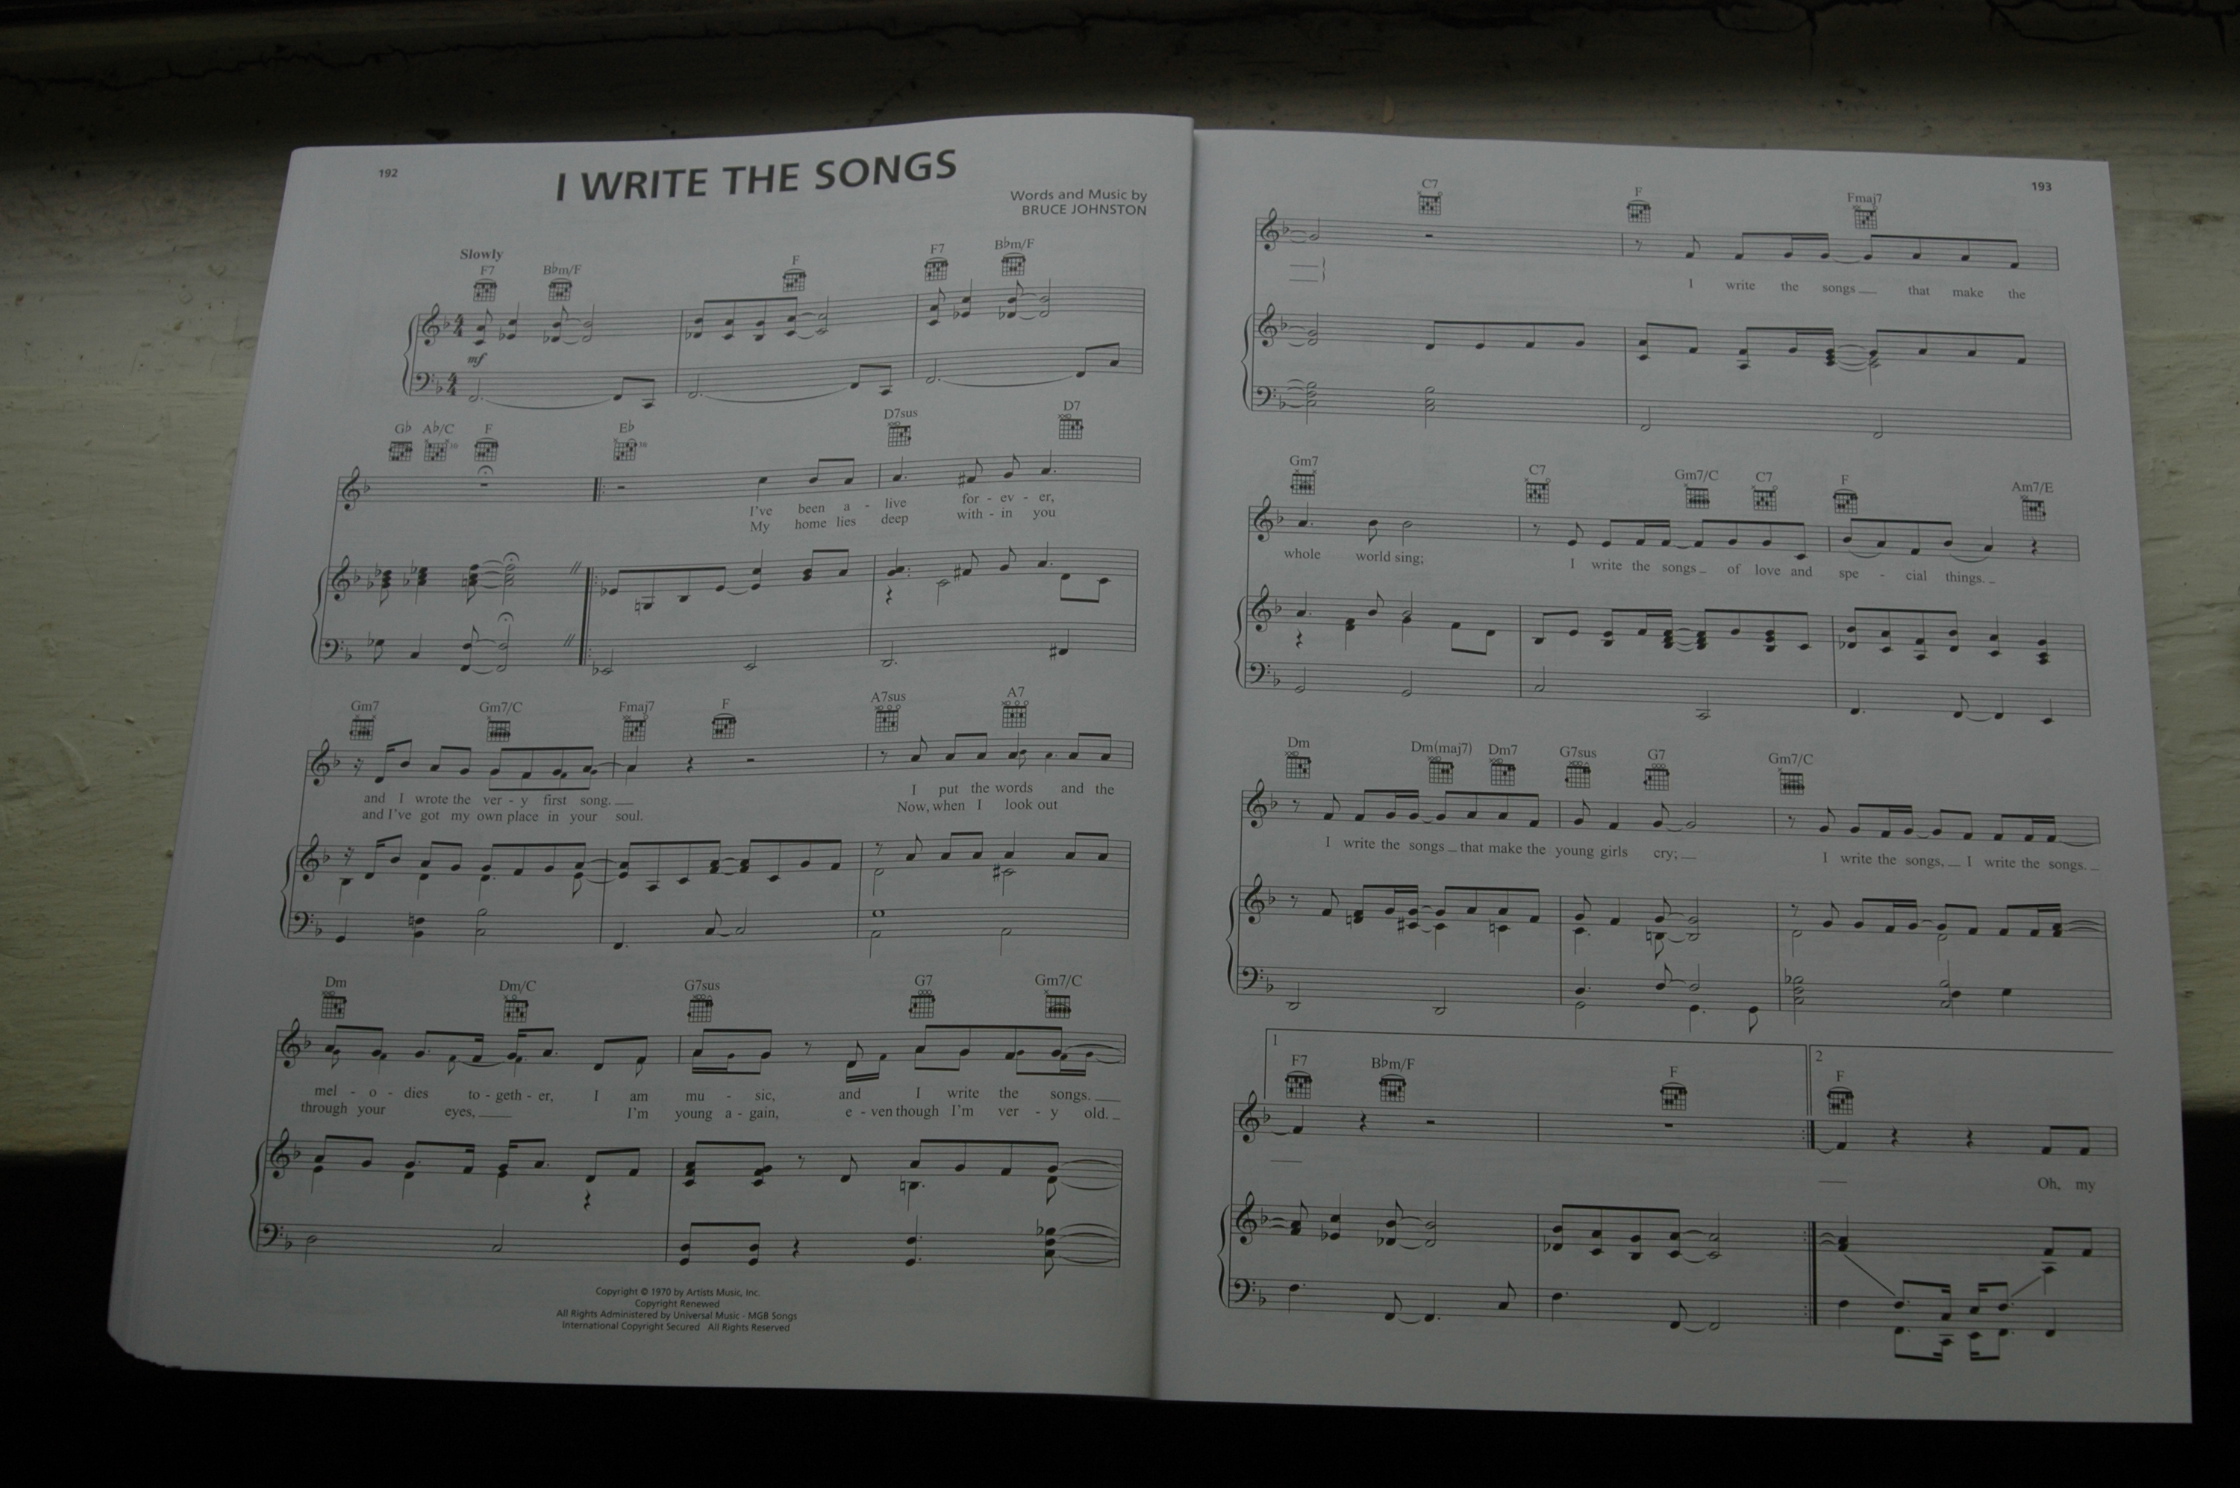 192
I WRITE THE SONGS
Words and Music by
BRUCE JOHNSTON
Slowly
F7 B♭m/F F F7 B♭m/F
mf
G♭ A♭/C F E♭ D7sus D7
I've been a - live for - ev - er,
My home lies deep with - in you
Gm7 Gm7/C Fmaj7 F A7sus A7
and I wrote the ver - y first song. I put the words and the
and I've got my own place in your soul. Now, when I look out
Dm Dm/C G7sus G7 Gm7/C
mel - o - dies to - geth - er, I am mu - sic, and I write the songs.
through your eyes, I'm young a - gain, e - ven though I'm ver - y old.
Copyright © 1970 by Artists Music, Inc.
Copyright Renewed
All Rights Administered by Universal Music - MGB Songs
International Copyright Secured All Rights Reserved
193
C7 F Fmaj7
I write the songs that make the
Gm7 C7 Gm7/C C7 F Am7/E
whole world sing; I write the songs of love and spe - cial things.
Dm Dm(maj7) Dm7 G7sus G7 Gm7/C
I write the songs that make the young girls cry; I write the songs, I write the songs.
1 2
F7 B♭m/F F F
Oh, my